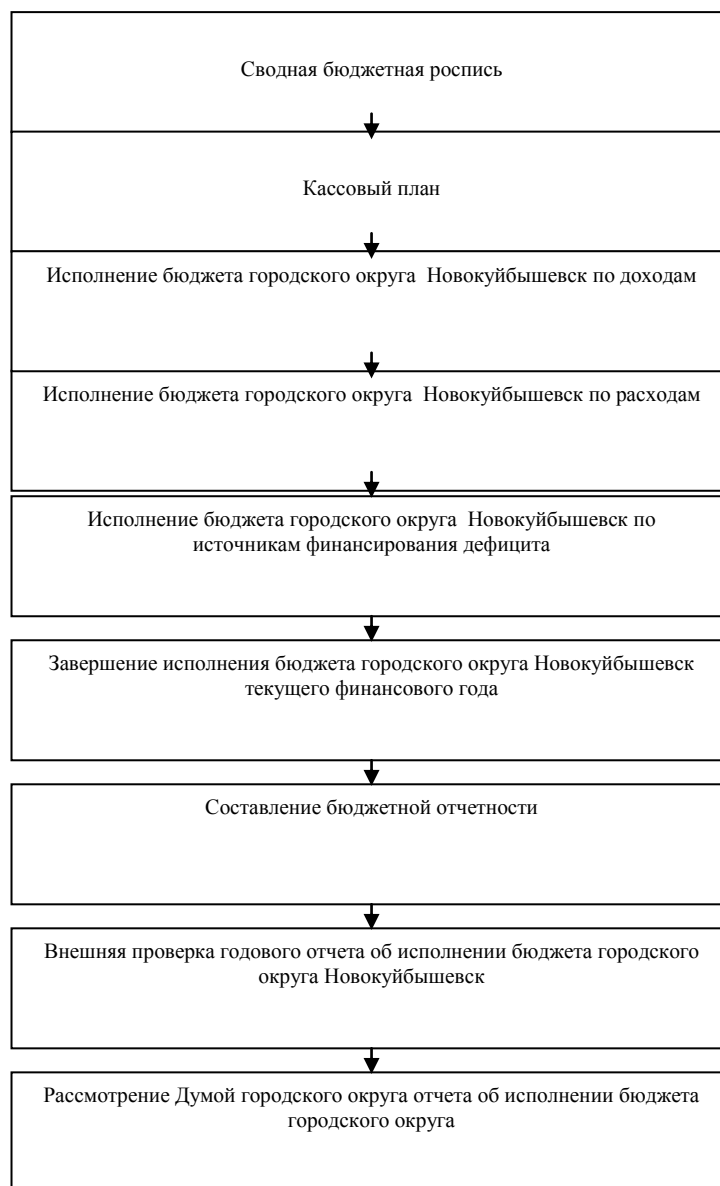 Сводная бюджетная роспись
Кассовый план
Исполнение бюджета городского округа  Новокуйбышевск по доходам
Исполнение бюджета городского округа  Новокуйбышевск по расходам
Исполнение бюджета городского округа  Новокуйбышевск по
источникам финансирования дефицита
Завершение исполнения бюджета городского округа Новокуйбышевск
текущего финансового года
Составление бюджетной отчетности
Внешняя проверка годового отчета об исполнении бюджета городского
округа Новокуйбышевск
Рассмотрение Думой городского округа отчета об исполнении бюджета
городского округа